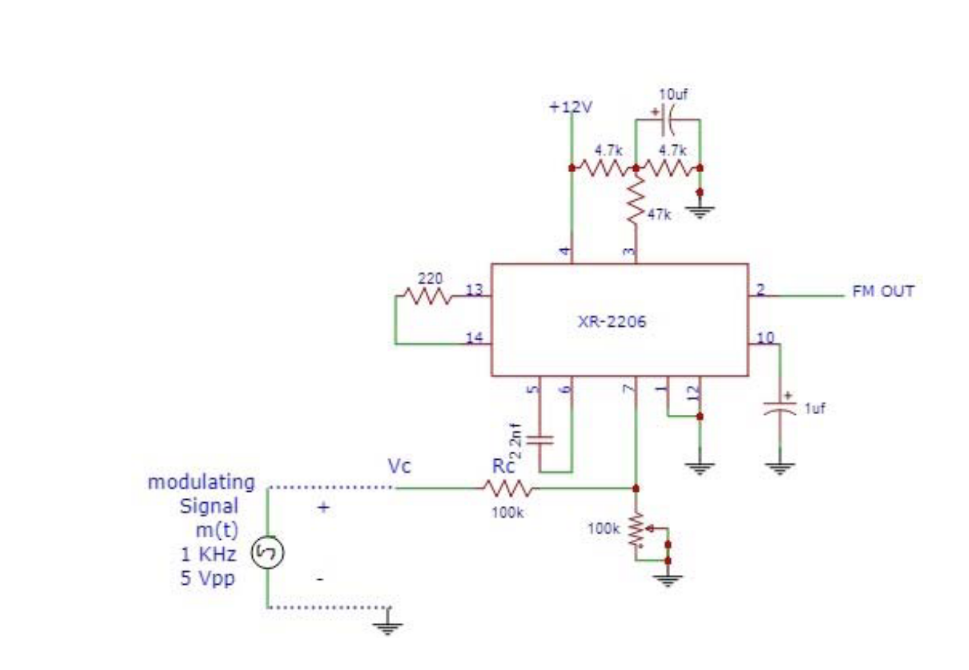 10uf
+12V
4.7k
4.7k
47k
4
3
220
13
2
FM OUT
XR-2206
14
10
5
6
7
1
12
1uf
2.2nf
Vc
Rc
modulating
Signal
m(t)
1 KHz
5 Vpp
+
-
100k
100k